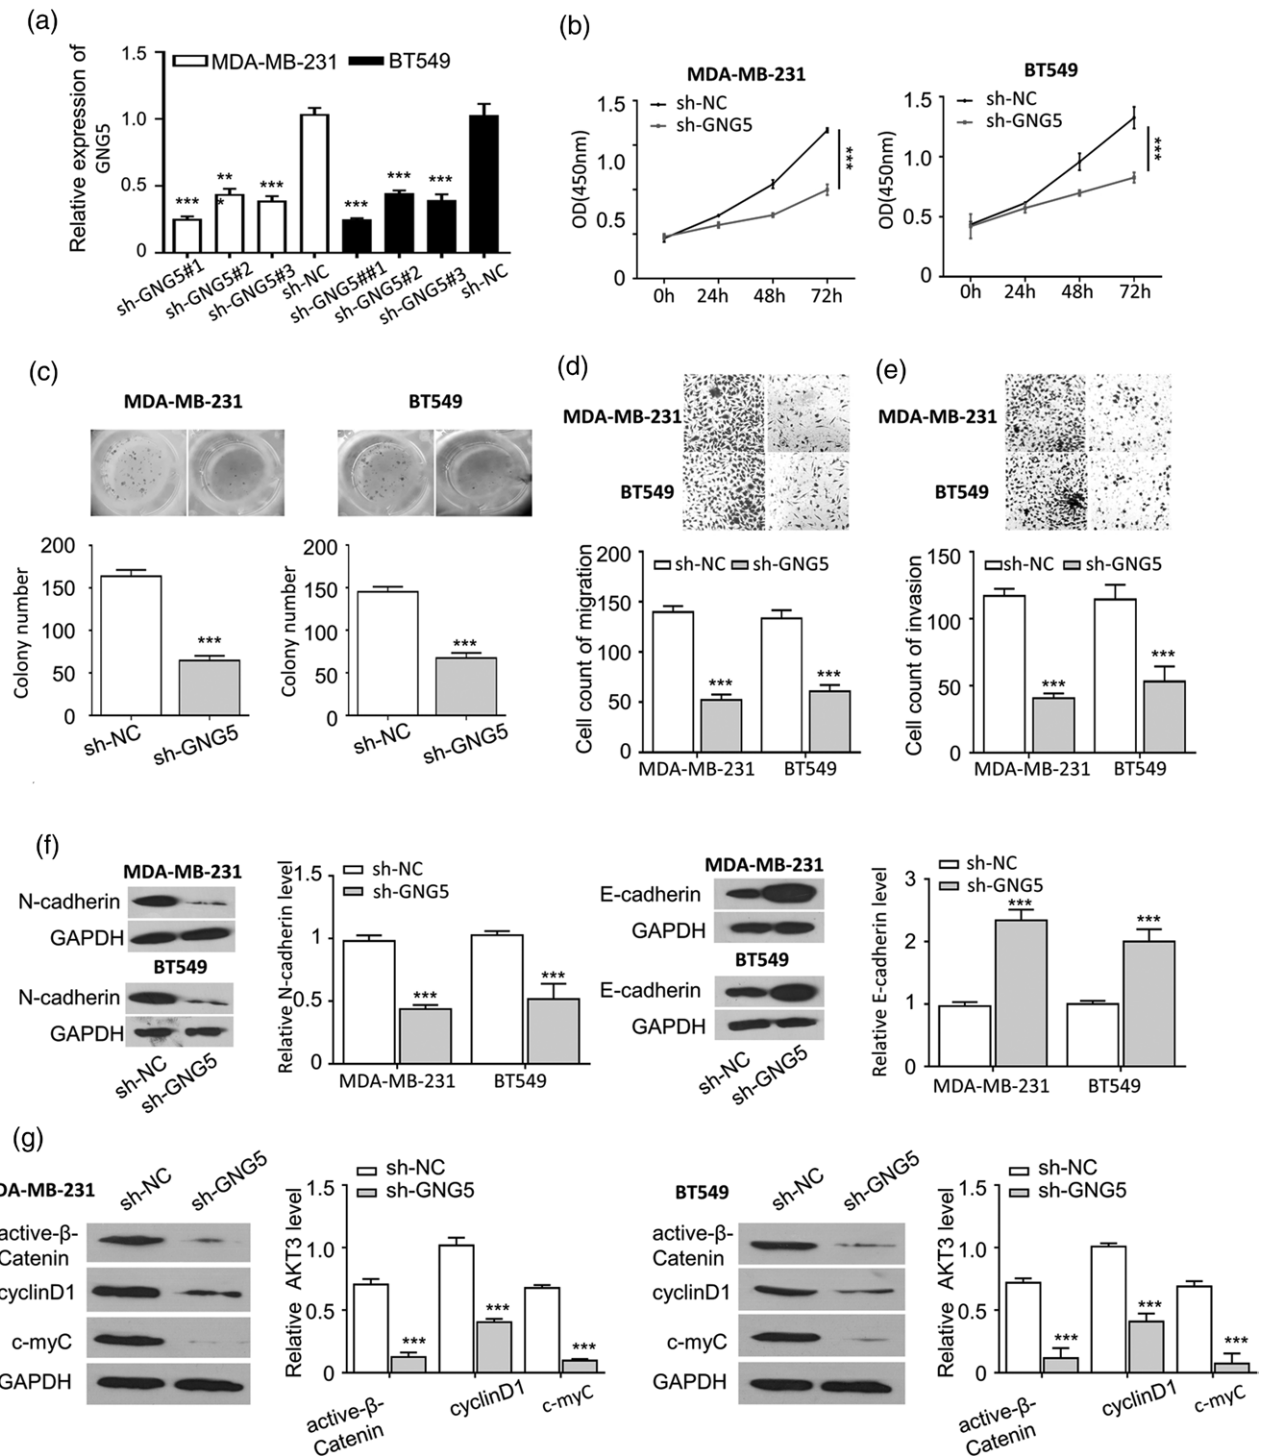 (a)
Relative expression of
GNG5
1.5
1.0
0.5
0
MDA-MB-231
BT549
***
**
*
***
***
***
***
sh-GNG5#1
sh-GNG5#2
sh-GNG5#3
sh-NC
sh-GNG5##1
sh-GNG5#2
sh-GNG5#3
sh-NC
(b)
MDA-MB-231
OD(450nm)
1.5
1.0
0.5
0
sh-NC
sh-GNG5
***
0h
24h
48h
72h
BT549
OD(450nm)
1.5
1.0
0.5
0
sh-NC
sh-GNG5
***
0h
24h
48h
72h
(c)
MDA-MB-231
BT549
Colony number
200
150
100
50
0
***
sh-NC
sh-GNG5
Colony number
200
150
100
50
0
***
sh-NC
sh-GNG5
(d)
MDA-MB-231
BT549
Cell count of migration
200
150
100
50
0
sh-NC
sh-GNG5
***
***
MDA-MB-231
BT549
(e)
MDA-MB-231
BT549
Cell count of invasion
150
100
50
0
sh-NC
sh-GNG5
***
***
MDA-MB-231
BT549
(f)
MDA-MB-231
N-cadherin
GAPDH
BT549
N-cadherin
GAPDH
sh-NC
sh-GNG5
Relative N-cadherin level
1.5
1
0.5
0
sh-NC
sh-GNG5
***
***
MDA-MB-231
BT549
MDA-MB-231
E-cadherin
GAPDH
BT549
E-cadherin
GAPDH
sh-NC
sh-GNG5
Relative E-cadherin level
3
2
1
0
sh-NC
sh-GNG5
***
***
MDA-MB-231
BT549
(g)
DA-MB-231
sh-NC
sh-GNG5
active-β-
Catenin
cyclinD1
c-myC
GAPDH
Relative AKT3 level
1.5
1.0
0.5
0
sh-NC
sh-GNG5
***
***
***
active-β-
Catenin
cyclinD1
c-myC
BT549
sh-NC
sh-GNG5
active-β-
Catenin
cyclinD1
c-myC
GAPDH
Relative AKT3 level
1.5
1.0
0.5
0
sh-NC
sh-GNG5
***
***
***
active-β-
Catenin
cyclinD1
c-myC